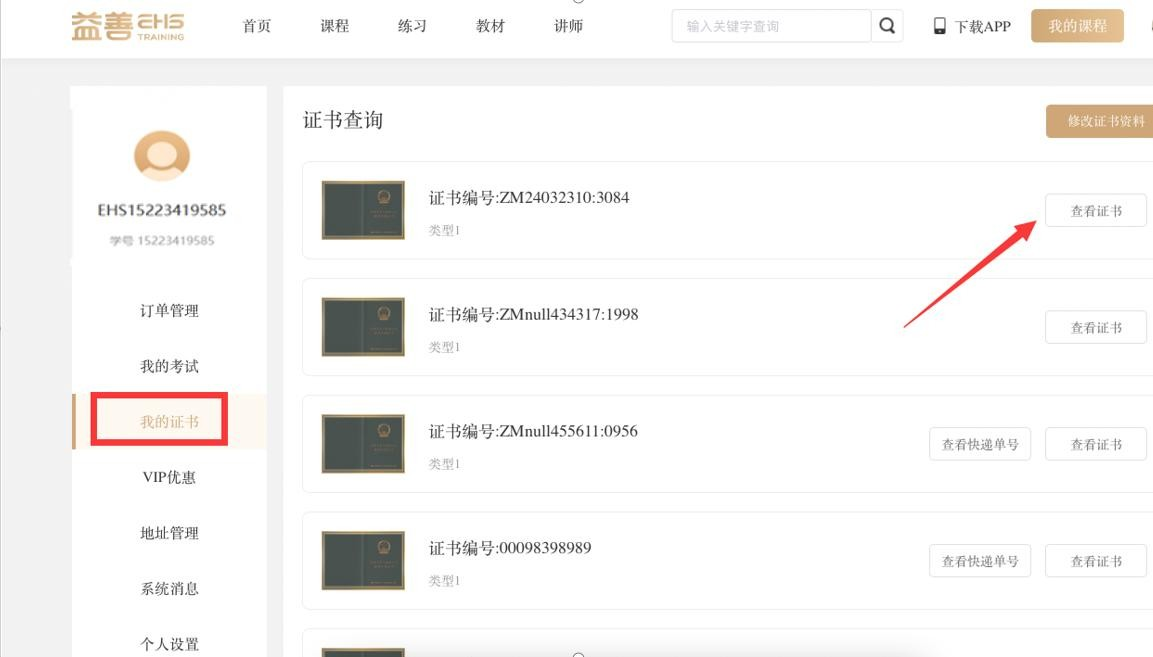 益善EHS
TRAINING
首页 课程 练习 教材 讲师
输入关键字查询
下载APP
我的课程
EHS15223419585
学号 15223419585
订单管理
我的考试
我的证书
VIP优惠
地址管理
系统消息
个人设置
证书查询
修改证书资料
证书编号:ZM24032310:3084
类型1
查看证书
证书编号:ZMnull434317:1998
类型1
查看证书
证书编号:ZMnull455611:0956
类型1
查看快递单号 查看证书
证书编号:00098398989
类型1
查看快递单号 查看证书